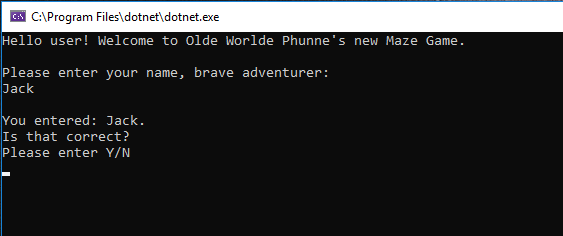 C:\Program Files\dotnet\dotnet.exe
Hello user! Welcome to Olde Worlde Phunne's new Maze Game.
Please enter your name, brave adventurer:
Jack
You entered: Jack.
Is that correct?
Please enter Y/N